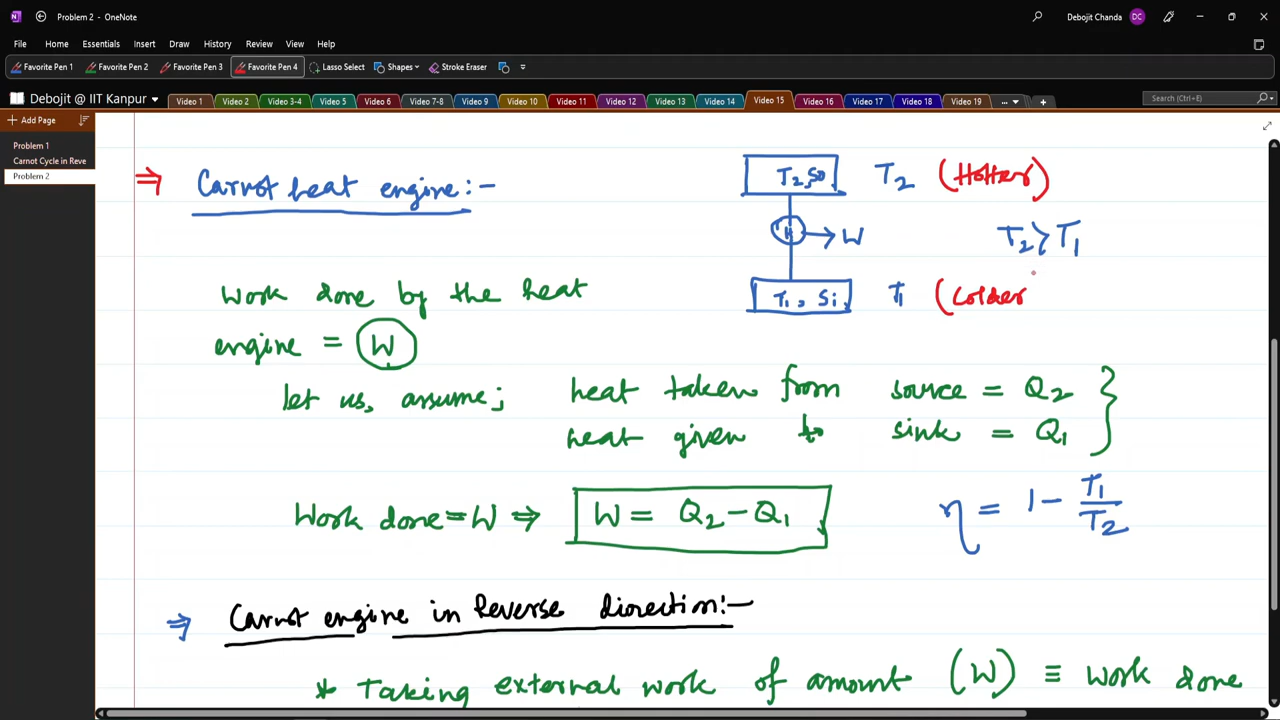 Problem 2 - OneNote
Debojit Chanda DC
File Home Essentials Insert Draw History Review View Help
Favorite Pen 1 Favorite Pen 2 Favorite Pen 3 Favorite Pen 4 Lasso Select Shapes Stroke Eraser
Debojit @ IIT Kanpur Video 1 Video 2 Video 3-4 Video 5 Video 6 Video 7-8 Video 9 Video 10 Video 11 Video 12 Video 13 Video 14 Video 15 Video 16 Video 17 Video 18 Video 19 ... + Search (Ctrl+E)
+ Add Page
Problem 1
Carnot Cycle in Reve
Problem 2
⇒ Carnot heat engine:-
T₂, So T₂ (Hotter)
H → W T₂ > T₁
T₁, Si T₁ (Colder
Work done by the heat
engine = W
let us, assume; heat taken from source = Q₂ }
heat given to sink = Q₁
Work done = W ⇒ W = Q₂ - Q₁
η = 1 - T₁/T₂
⇒ Carnot engine in Reverse direction:-
* Taking external work of amount (W) ≡ work done